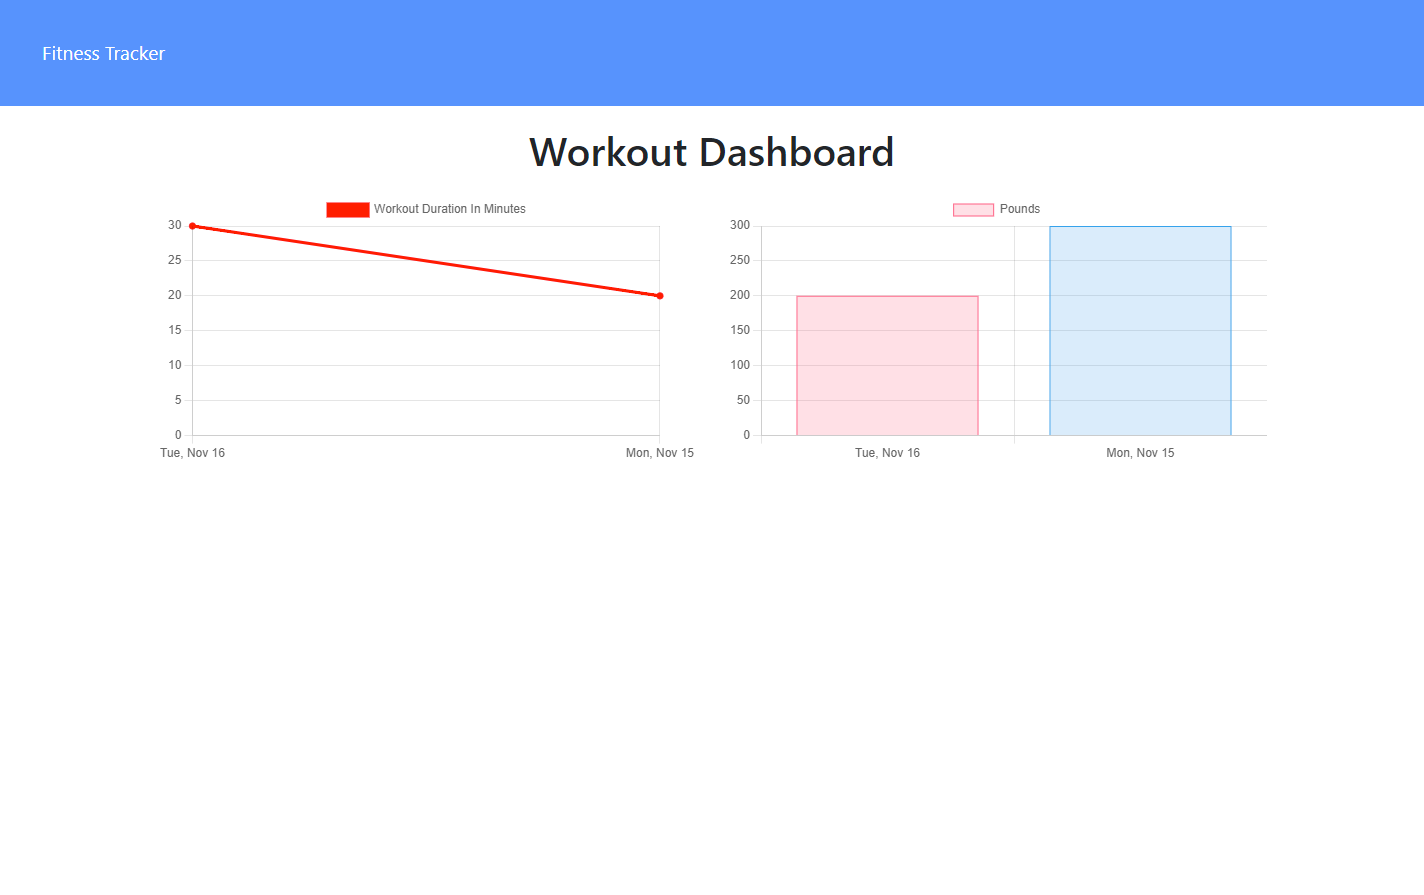 Fitness Tracker
Workout Dashboard
Workout Duration In Minutes
30
25
20
15
10
5
0
Tue, Nov 16
Mon, Nov 15
Pounds
300
250
200
150
100
50
0
Tue, Nov 16
Mon, Nov 15